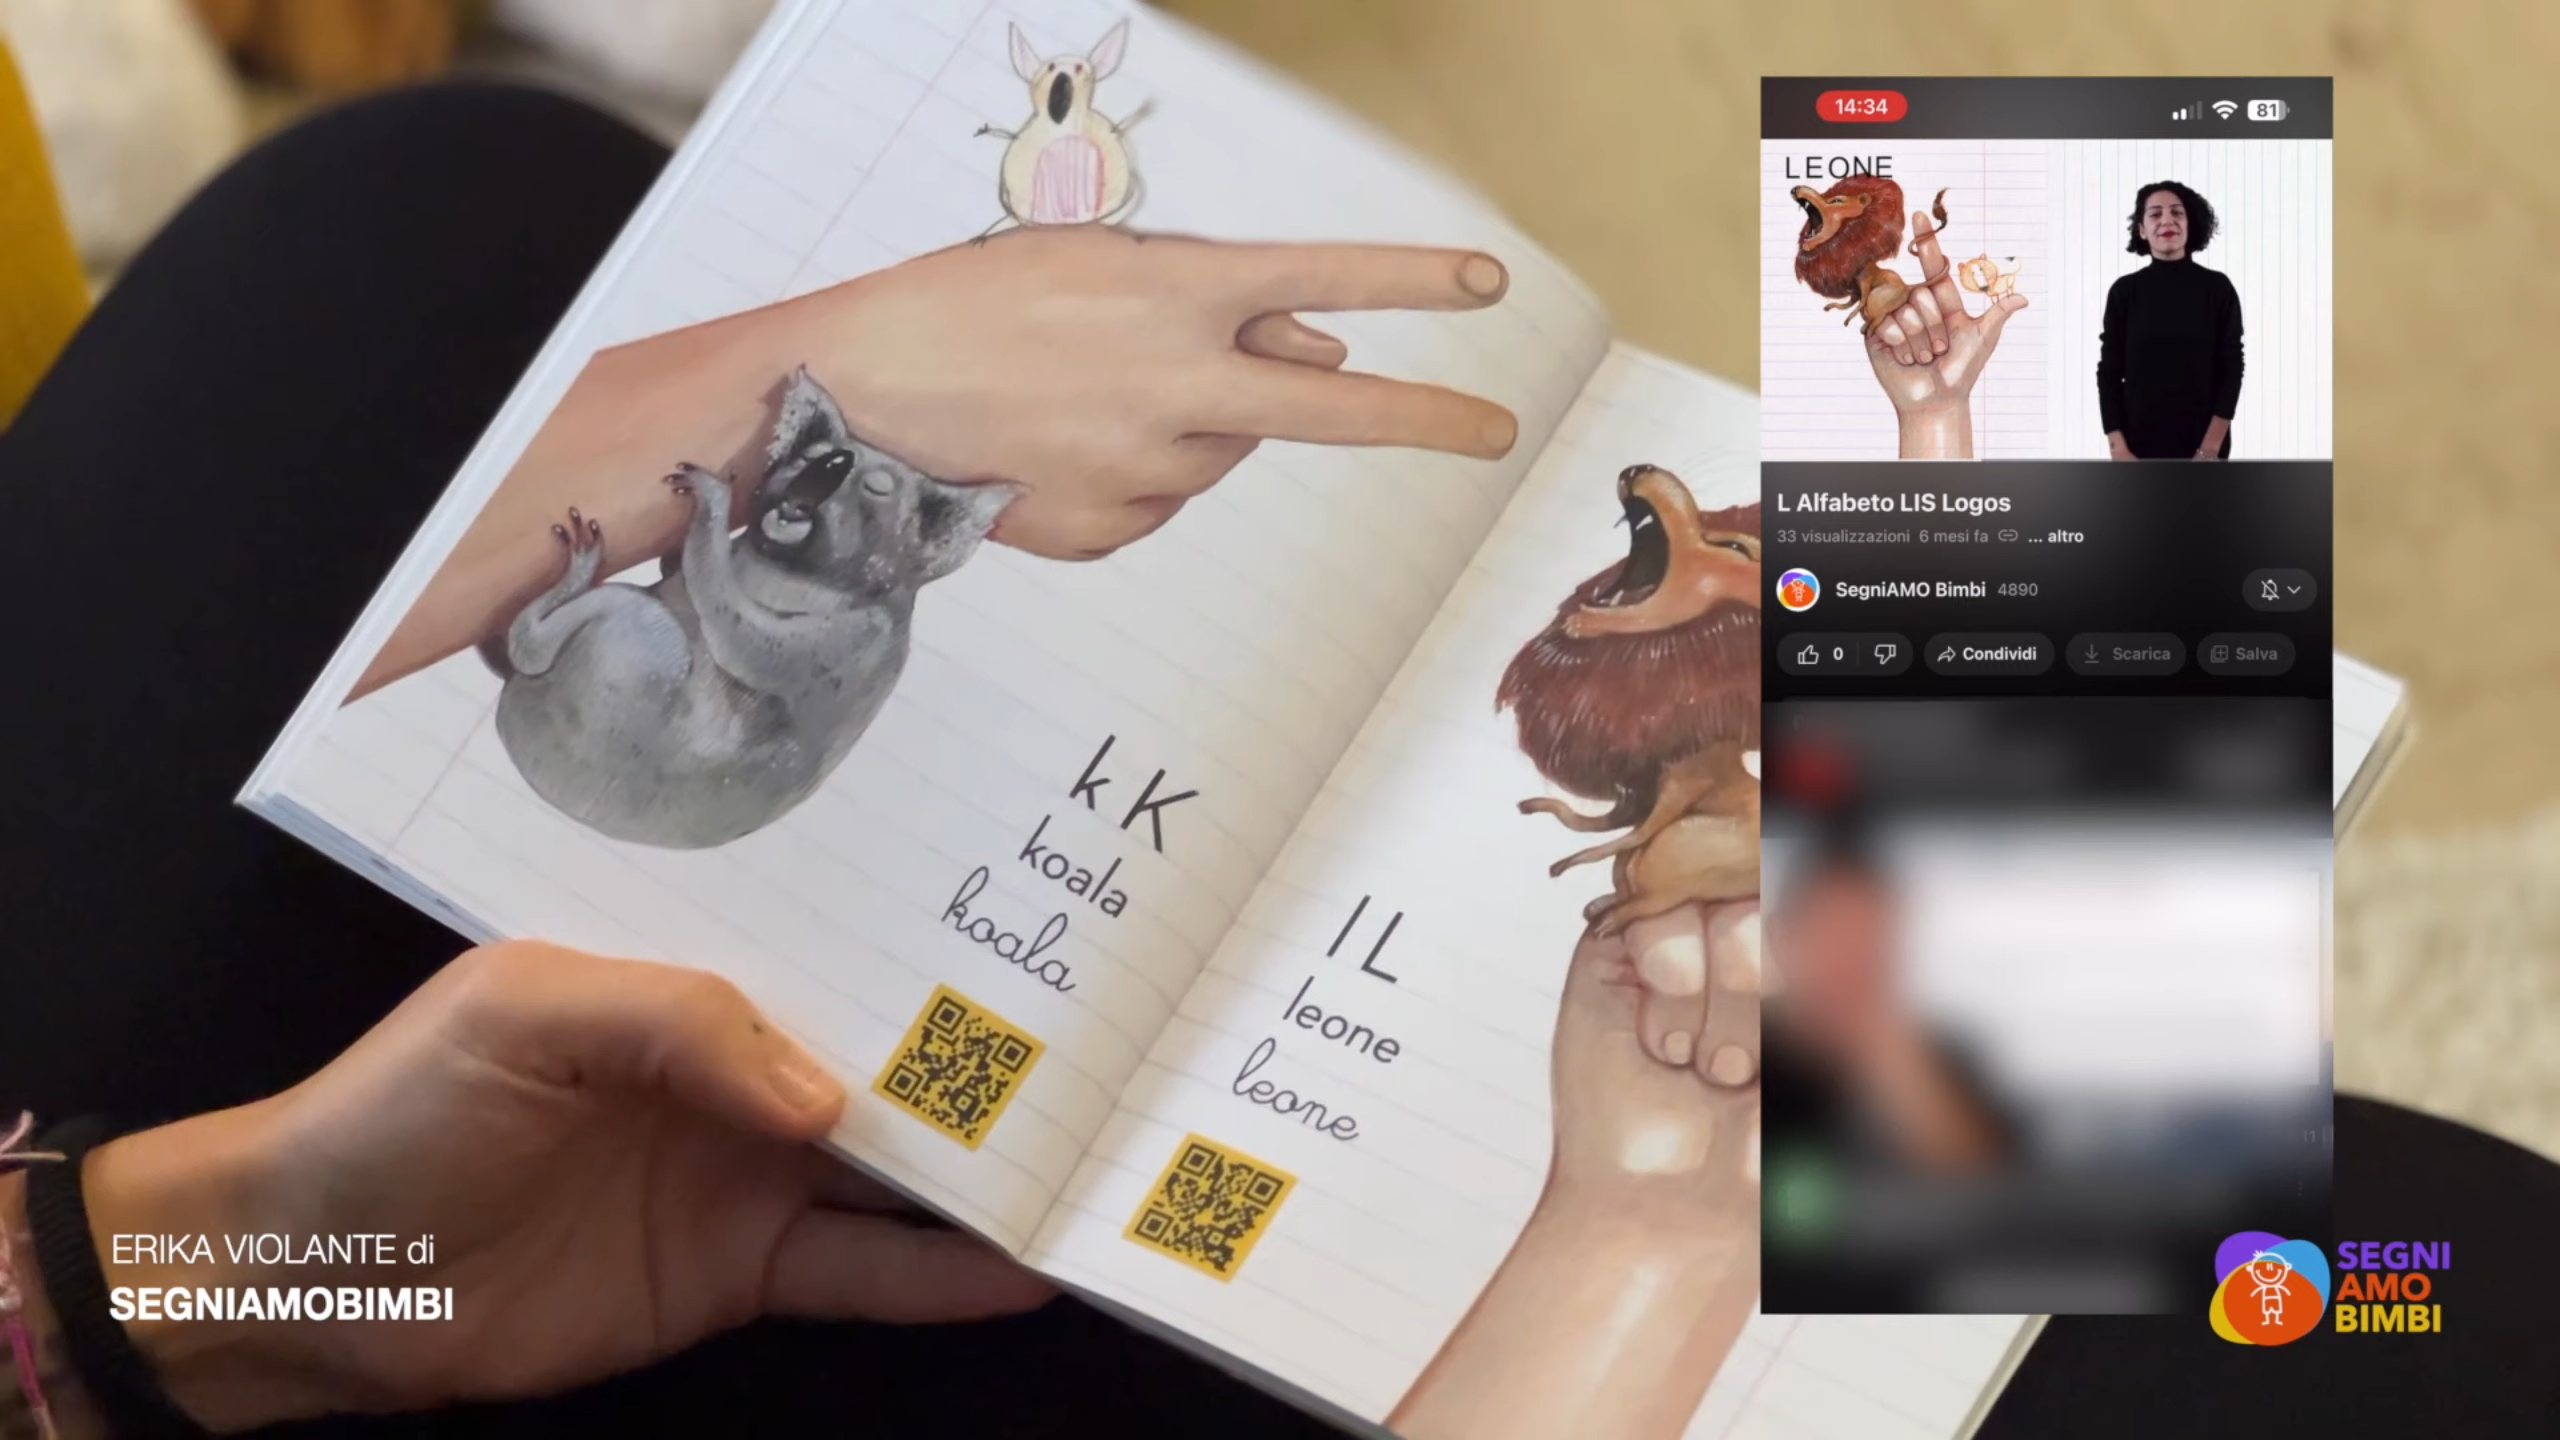 k K
koala
koala
l L
leone
leone
14:34
81
LEONE
L Alfabeto LIS Logos
33 visualizzazioni 6 mesi fa ... altro
SegniAMO Bimbi 4890
0 Condividi Scarica Salva
ERIKA VIOLANTE di
SEGNIAMOBIMBI
SEGNI
AMO
BIMBI